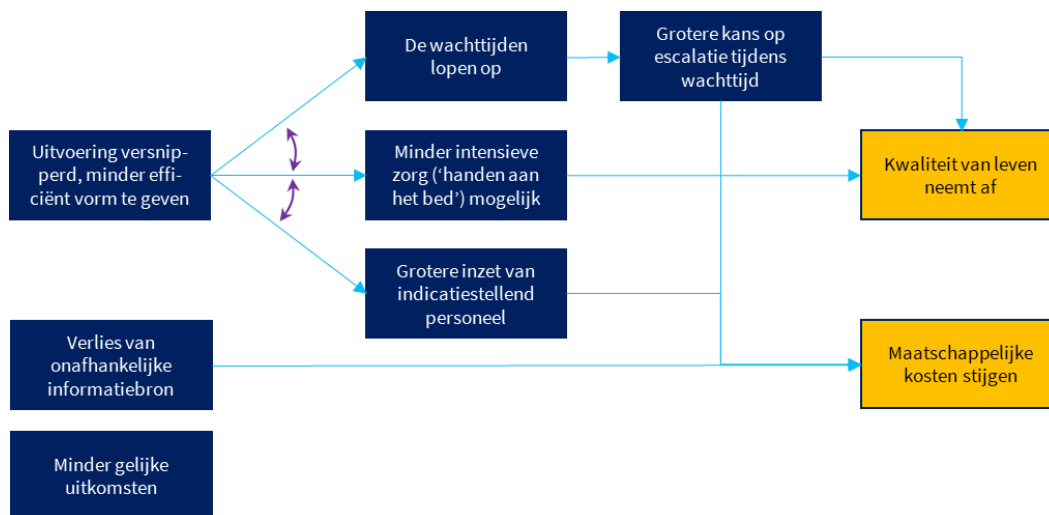 De wachttijden
lopen op
Grotere kans op
escalatie tijdens
wachttijd
Uitvoering versnip-
perd, minder effi-
ciënt vorm te geven
Minder intensieve
zorg (‘handen aan
het bed’) mogelijk
Kwaliteit van leven
neemt af
Grotere inzet van
indicatiestellend
personeel
Verlies van
onafhankelijke
informatiebron
Maatschappelijke
kosten stijgen
Minder gelijke
uitkomsten